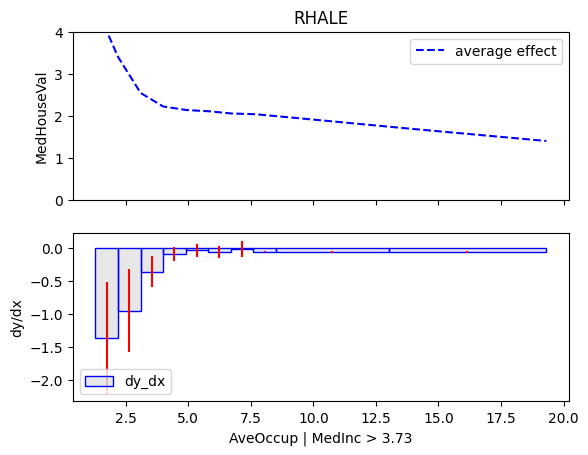 RHALE
4
3
2
1
0
MedHouseVal
average effect
0.0
−0.5
−1.0
−1.5
−2.0
dy/dx
dy_dx
2.5 5.0 7.5 10.0 12.5 15.0 17.5 20.0
AveOccup | MedInc > 3.73